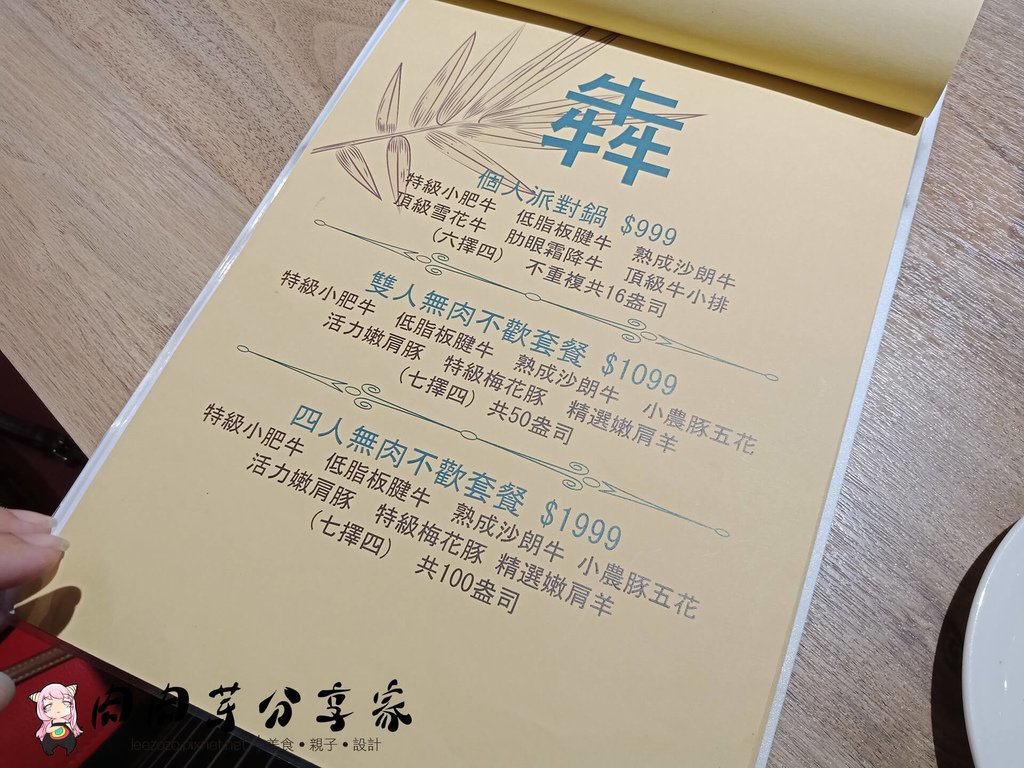 犇
個人派對鍋 $999
特級小肥牛 低脂板腱牛 熟成沙朗牛
頂級雪花牛 肋眼霜降牛 頂級牛小排
(六擇四) 不重複共16盎司
雙人無肉不歡套餐 $1099
特級小肥牛 低脂板腱牛 熟成沙朗牛 小農豚五花
活力嫩肩豚 特級梅花豚 精選嫩肩羊
(七擇四) 共50盎司
四人無肉不歡套餐 $1999
特級小肥牛 低脂板腱牛 熟成沙朗牛 小農豚五花
活力嫩肩豚 特級梅花豚 精選嫩肩羊
(七擇四) 共100盎司
肉肉芽分享家
美食•親子•設計